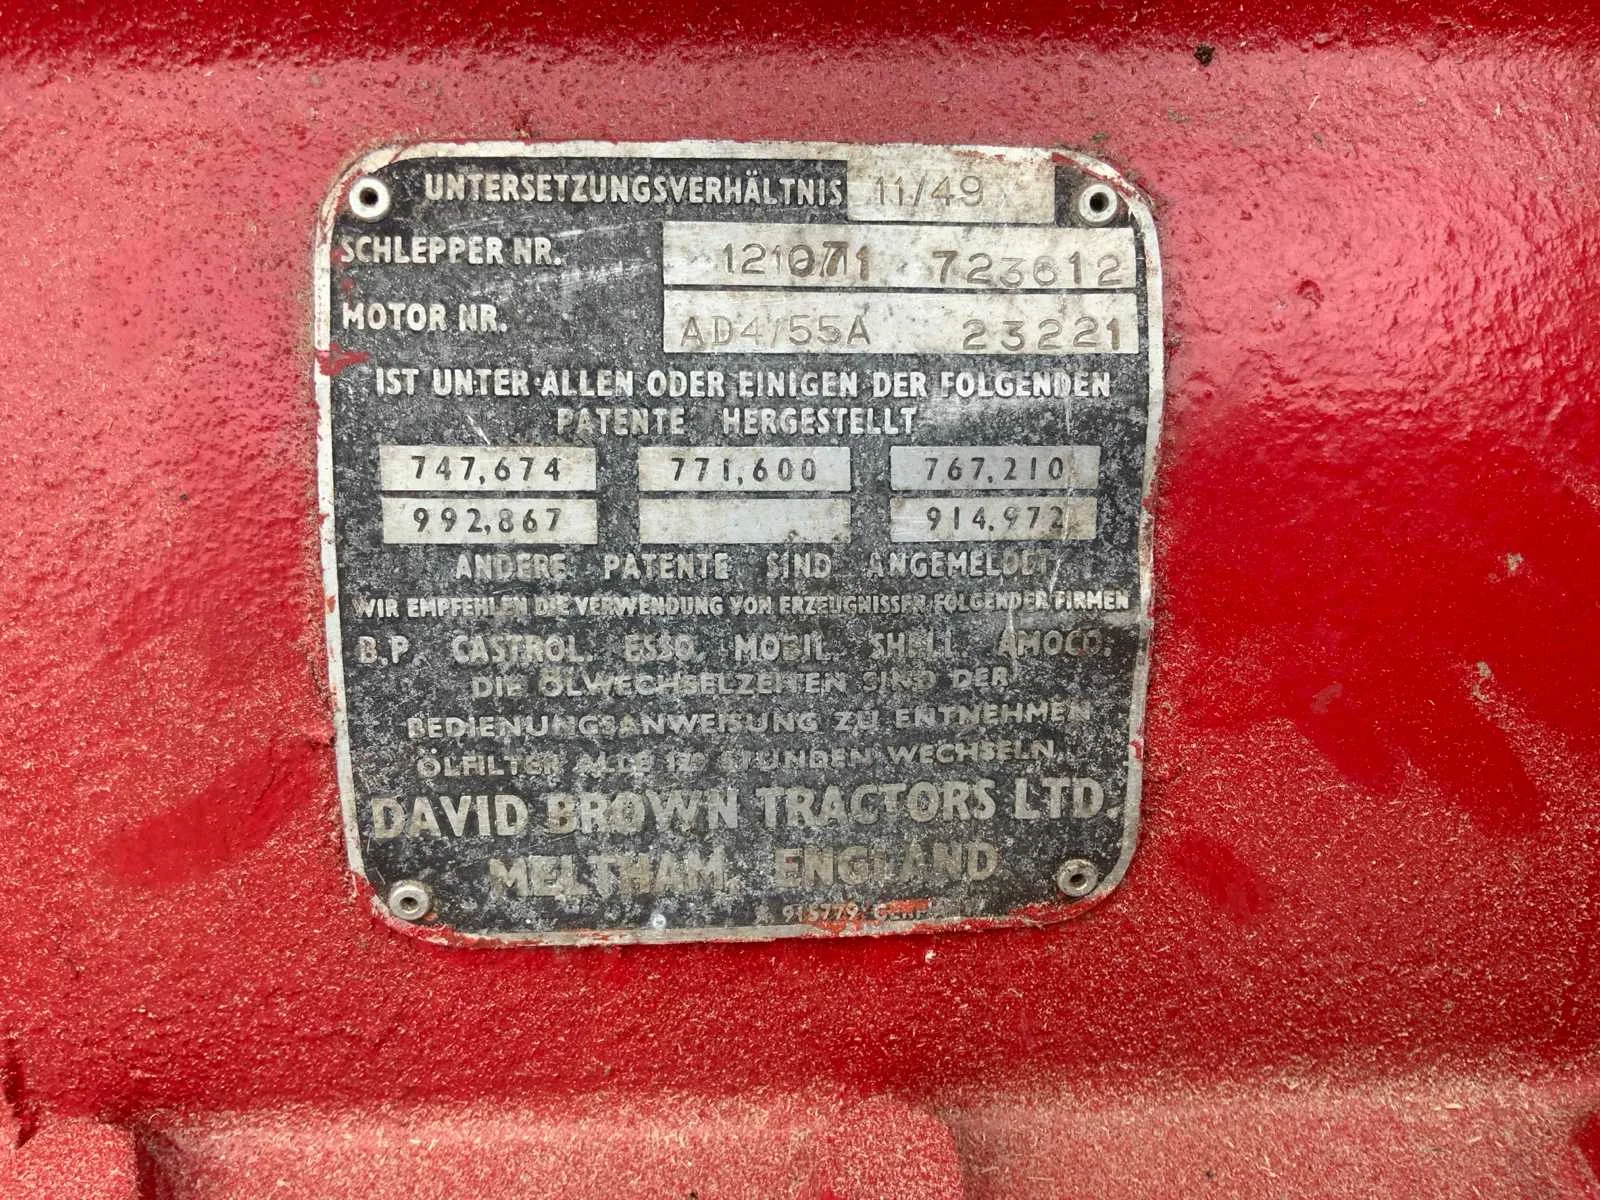 UNTERSETZUNGSVERHÄLTNIS 11/49
SCHLEPPER NR. 723612
MOTOR NR. AD4/55A 23221
IST UNTER ALLEN ODER EINIGEN DER FOLGENDEN
PATENTE HERGESTELLT
747,674 771,600 767,210
992,867 914,972
ANDERE PATENTE SIND ANGEMELDET
WIR EMPFEHLEN DIE VERWENDUNG VON ERZEUGNISSER FOLGENDER FIRMEN
B.P. CASTROL. ESSO. MOBIL. SHELL. AMOCO.
DIE ÖLWECHSELZEITEN SIND DER
BEDIENUNGSANWEISUNG ZU ENTNEHMEN
ÖLFILTER ALLE STUNDEN WECHSELN.
DAVID BROWN TRACTORS LTD.
MELTHAM, ENGLAND